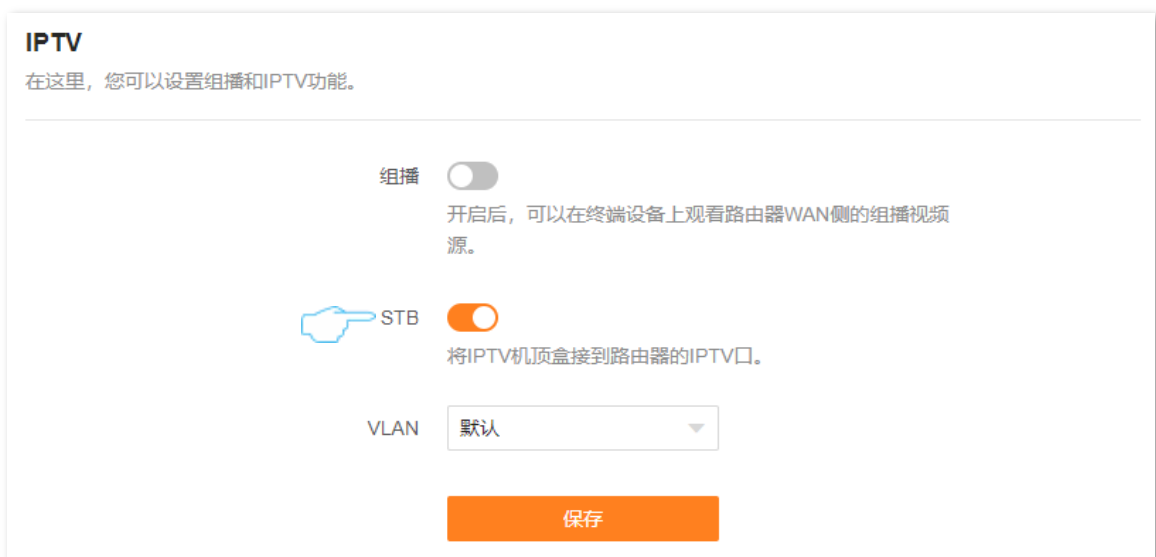 IPTV
在这里，您可以设置组播和IPTV功能。
组播
开启后，可以在终端设备上观看路由器WAN侧的组播视频
源。
STB
将IPTV机顶盒接到路由器的IPTV口。
VLAN
默认
保存